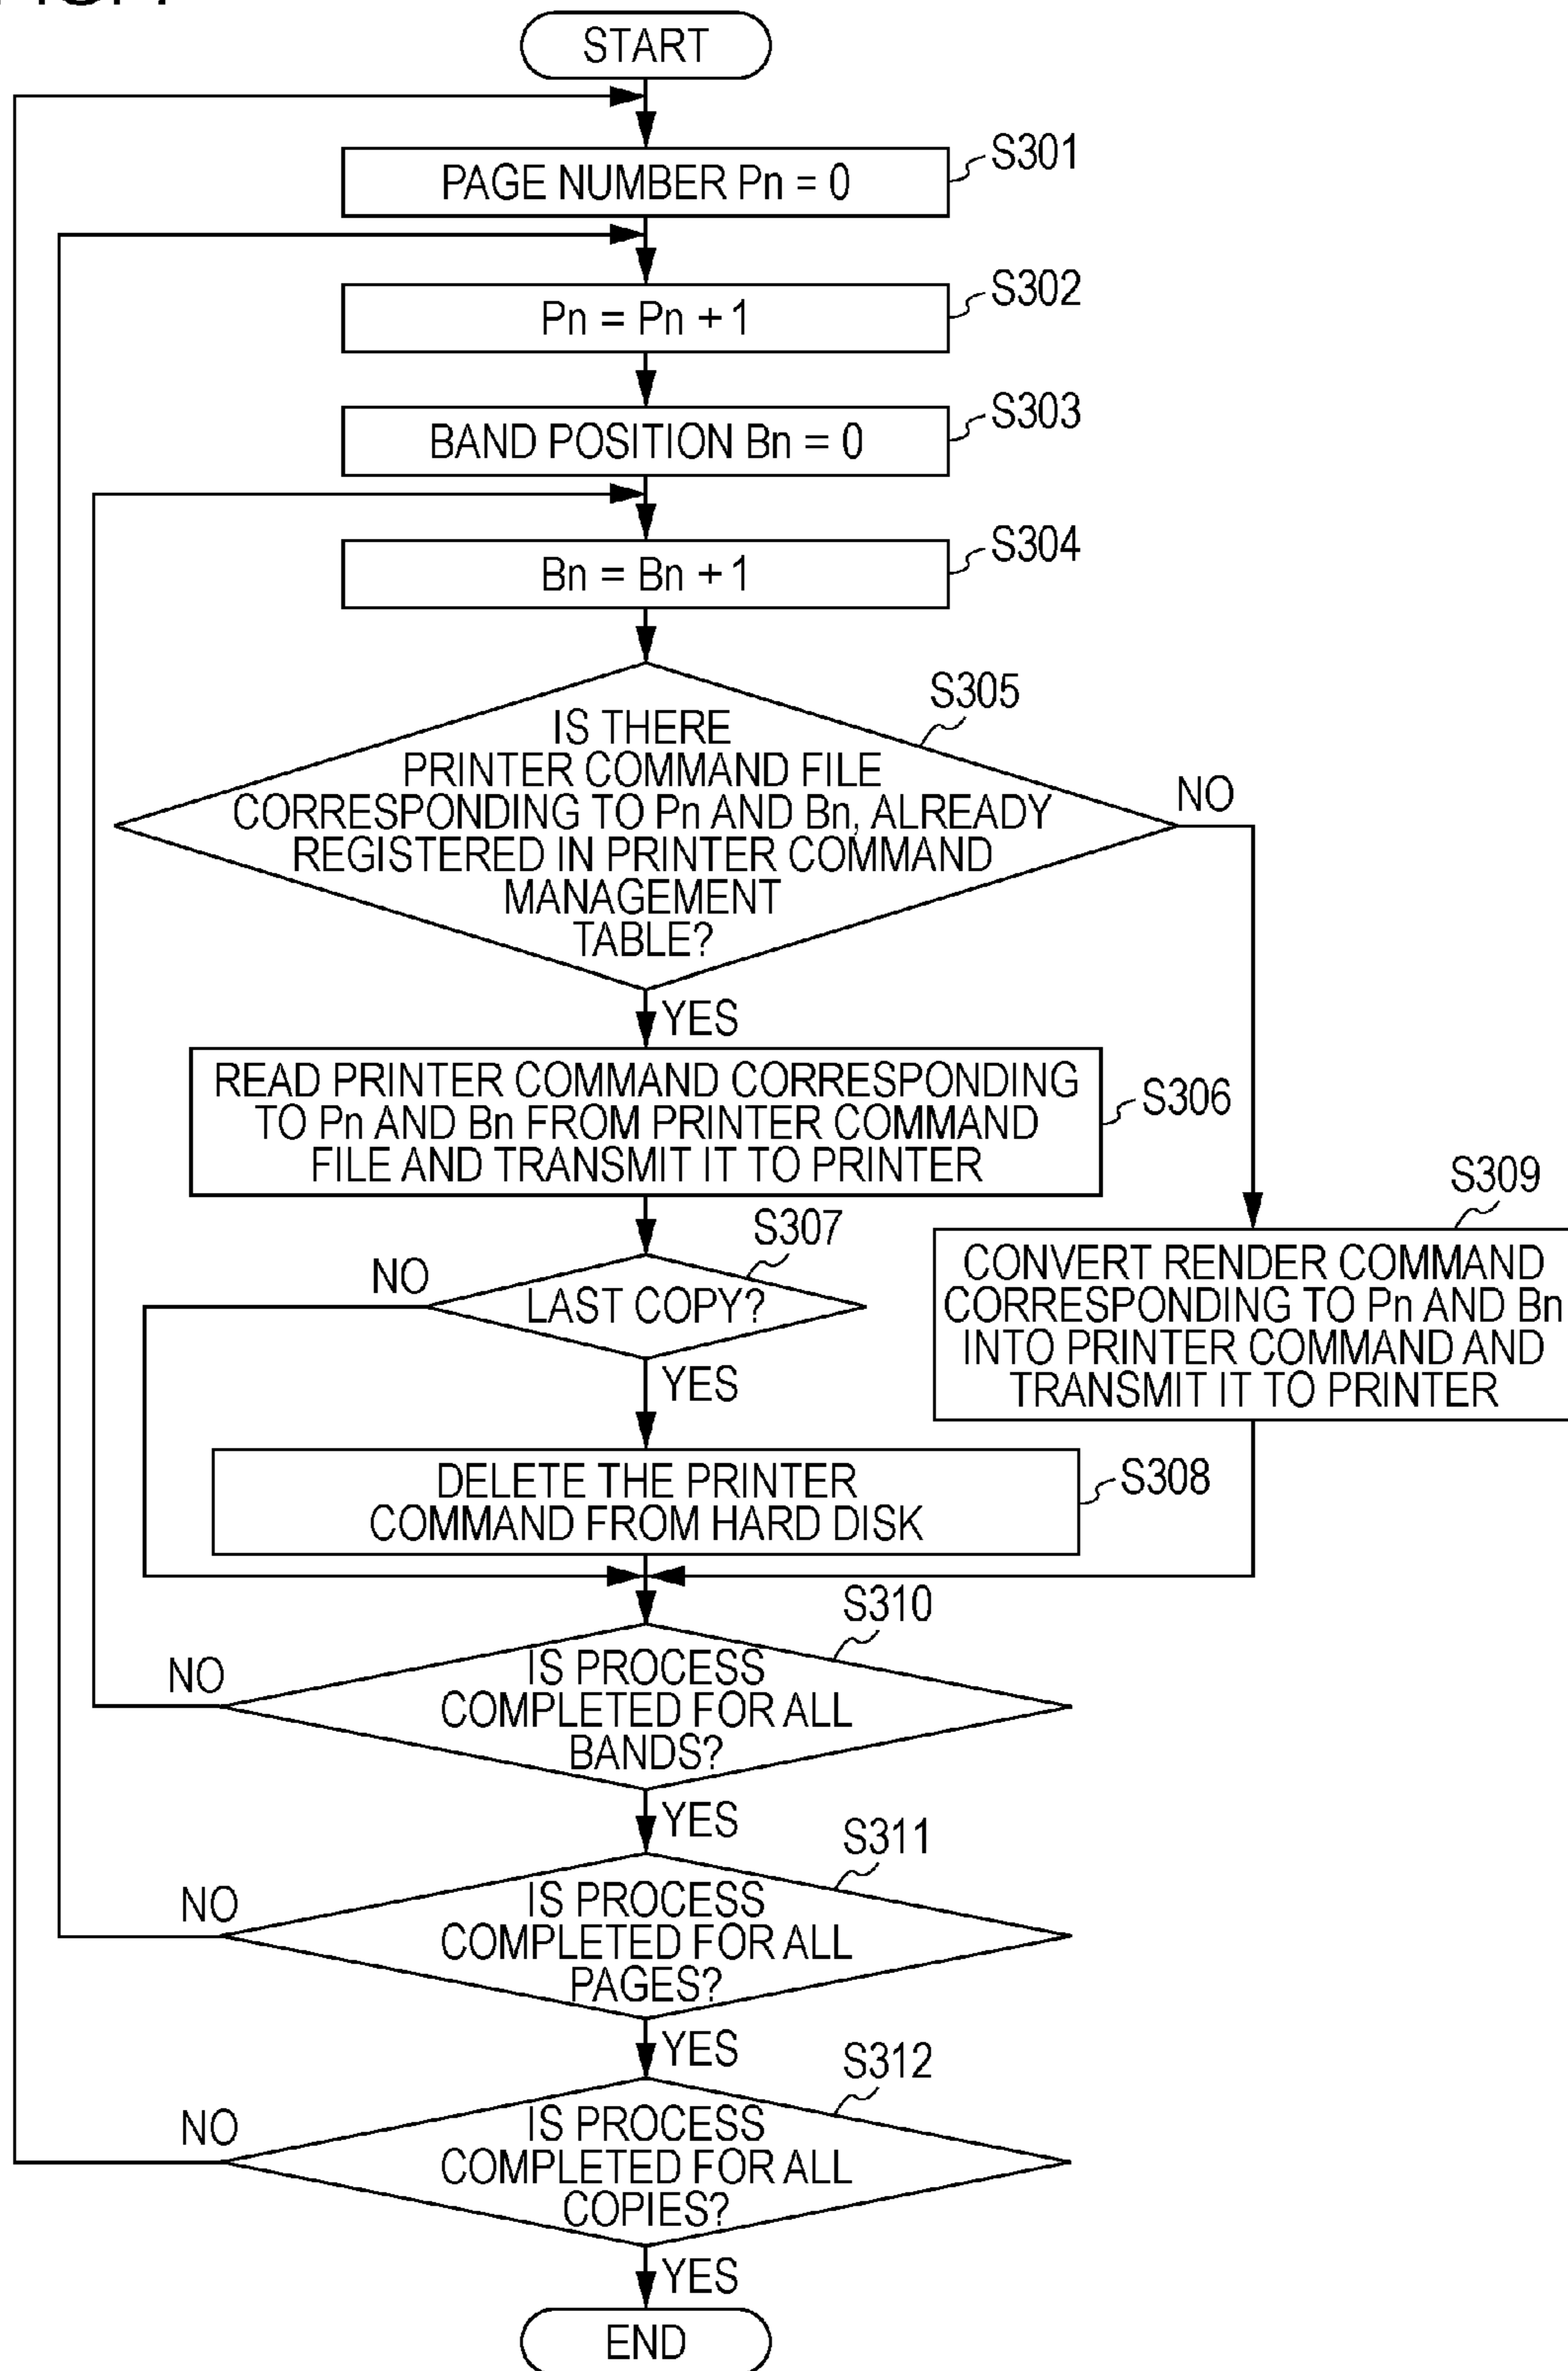 START
S301
PAGE NUMBER Pn = 0
S302
Pn = Pn + 1
S303
BAND POSITION Bn = 0
S304
Bn = Bn + 1
S305
IS THERE
PRINTER COMMAND FILE
CORRESPONDING TO Pn AND Bn, ALREADY
REGISTERED IN PRINTER COMMAND
MANAGEMENT
TABLE?
NO
YES
READ PRINTER COMMAND CORRESPONDING
TO Pn AND Bn FROM PRINTER COMMAND
FILE AND TRANSMIT IT TO PRINTER
S306
S307
NO
LAST COPY?
YES
S309
CONVERT RENDER COMMAND
CORRESPONDING TO Pn AND Bn
INTO PRINTER COMMAND AND
TRANSMIT IT TO PRINTER
DELETE THE PRINTER
COMMAND FROM HARD DISK
S308
S310
NO
IS PROCESS
COMPLETED FOR ALL
BANDS?
YES
S311
NO
IS PROCESS
COMPLETED FOR ALL
PAGES?
YES
S312
NO
IS PROCESS
COMPLETED FOR ALL
COPIES?
YES
END